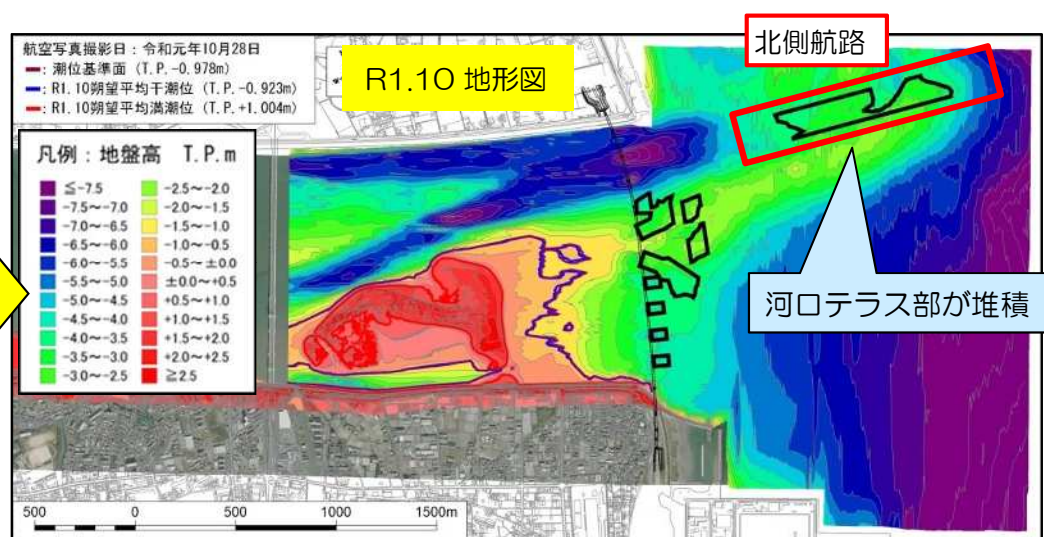 航空写真撮影日：令和元年10月28日
━: 潮位基準面 (T.P.-0.978m)
━: R1.10朔望平均干潮位 (T.P.-0.923m)
━: R1.10朔望平均満潮位 (T.P.+1.004m)
R1.10 地形図
北側航路
凡例：地盤高 T.P.m
≦-7.5
-7.5～-7.0
-7.0～-6.5
-6.5～-6.0
-6.0～-5.5
-5.5～-5.0
-5.0～-4.5
-4.5～-4.0
-4.0～-3.5
-3.5～-3.0
-3.0～-2.5
-2.5～-2.0
-2.0～-1.5
-1.5～-1.0
-1.0～-0.5
-0.5～±0.0
±0.0～+0.5
+0.5～+1.0
+1.0～+1.5
+1.5～+2.0
+2.0～+2.5
≧2.5
河口テラス部が堆積
500 0 500 1000 1500m